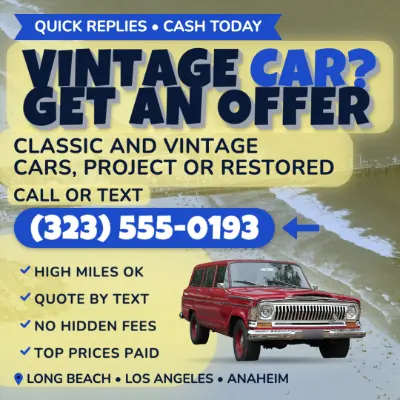 QUICK REPLIES • CASH TODAY
VINTAGE CAR?
GET AN OFFER
CLASSIC AND VINTAGE
CARS, PROJECT OR RESTORED
CALL OR TEXT
(323) 555-0193
HIGH MILES OK
QUOTE BY TEXT
NO HIDDEN FEES
TOP PRICES PAID
LONG BEACH • LOS ANGELES • ANAHEIM